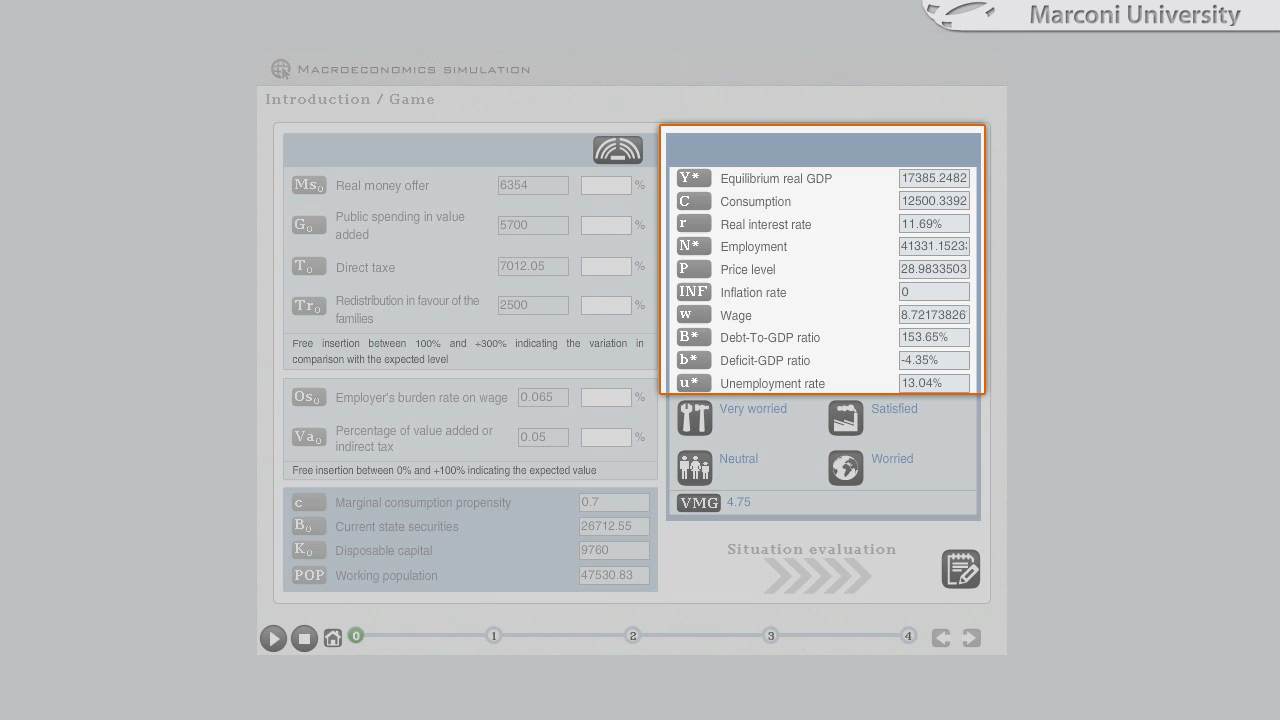 Marconi University
MACROECONOMICS SIMULATION
Introduction / Game
Ms0 Real money offer 6354 %
G0 Public spending in value
added 5700 %
T0 Direct taxe 7012.05 %
Tr0 Redistribution in favour of the
families 2500 %
Free insertion between 100% and +300% indicating the variation in
comparison with the expected level
Os0 Employer's burden rate on wage 0.065 %
Va0 Percentage of value added or
indirect tax 0.05 %
Free insertion between 0% and +100% indicating the expected value
c Marginal consumption propensity 0.7
B0 Current state securities 26712.55
K0 Disposable capital 9760
POP Working population 47530.83
Y* Equilibrium real GDP 17385.2482
C Consumption 12500.3392
r Real interest rate 11.69%
N* Employment 41331.1523
P Price level 28.9833503
INF Inflation rate 0
w Wage 8.72173826
B* Debt-To-GDP ratio 153.65%
b* Deficit-GDP ratio -4.35%
u* Unemployment rate 13.04%
Very worried Satisfied
Neutral Worried
VMG 4.75
Situation evaluation
0 1 2 3 4